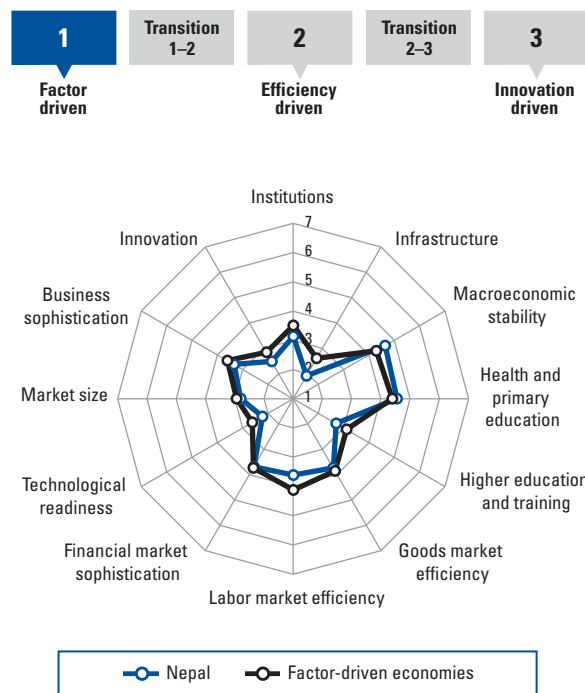 1
Transition
1–2
2
Transition
2–3
3
Factor
driven
Efficiency
driven
Innovation
driven
Institutions
7
Innovation
6
Infrastructure
5
Business
sophistication
4
Macroeconomic
stability
3
2
Market size
1
Health and
primary
education
Technological
readiness
Higher education
and training
Financial market
sophistication
Goods market
efficiency
Labor market efficiency
Nepal
Factor-driven economies